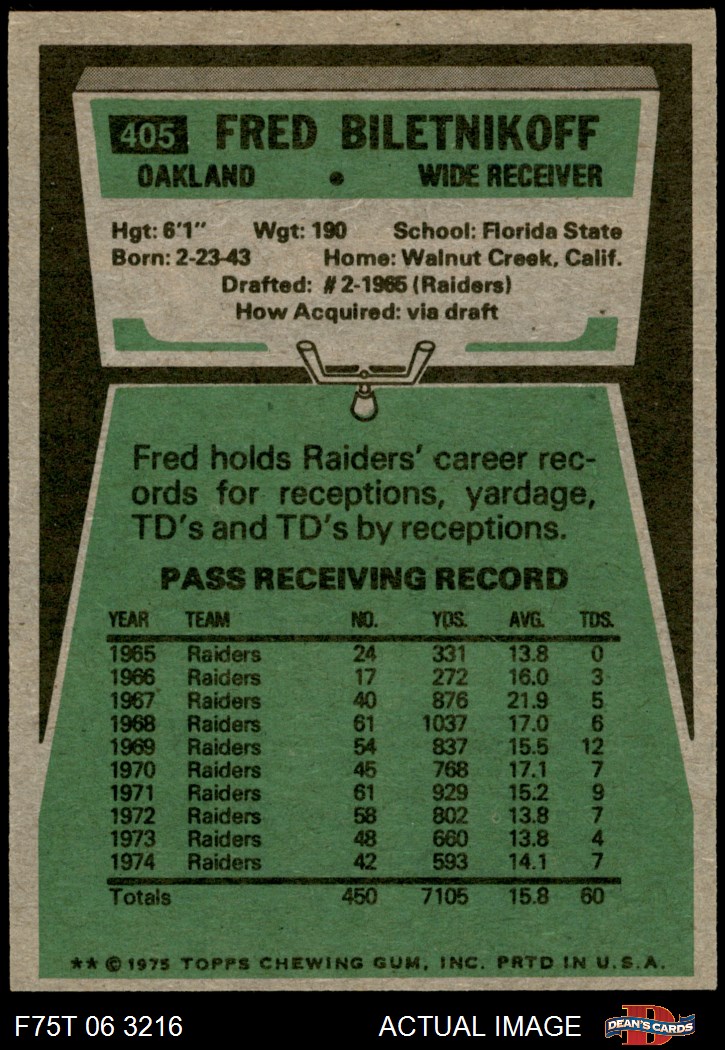 405 FRED BILETNIKOFF
OAKLAND • WIDE RECEIVER
Hgt: 6'1" Wgt: 190 School: Florida State
Born: 2-23-43 Home: Walnut Creek, Calif.
Drafted: #2-1965 (Raiders)
How Acquired: via draft
Fred holds Raiders' career rec-
ords for receptions, yardage,
TD's and TD's by receptions.
PASS RECEIVING RECORD
YEAR TEAM NO. YDS. AVG. TDS.
1965 Raiders 24 331 13.8 0
1966 Raiders 17 272 16.0 3
1967 Raiders 40 876 21.9 5
1968 Raiders 61 1037 17.0 6
1969 Raiders 54 837 15.5 12
1970 Raiders 45 768 17.1 7
1971 Raiders 61 929 15.2 9
1972 Raiders 58 802 13.8 7
1973 Raiders 48 660 13.8 4
1974 Raiders 42 593 14.1 7
Totals 450 7105 15.8 60
** © 1975 TOPPS CHEWING GUM, INC. PRTD IN U.S.A.
F75T 06 3216 ACTUAL IMAGE D DEAN'S CARDS